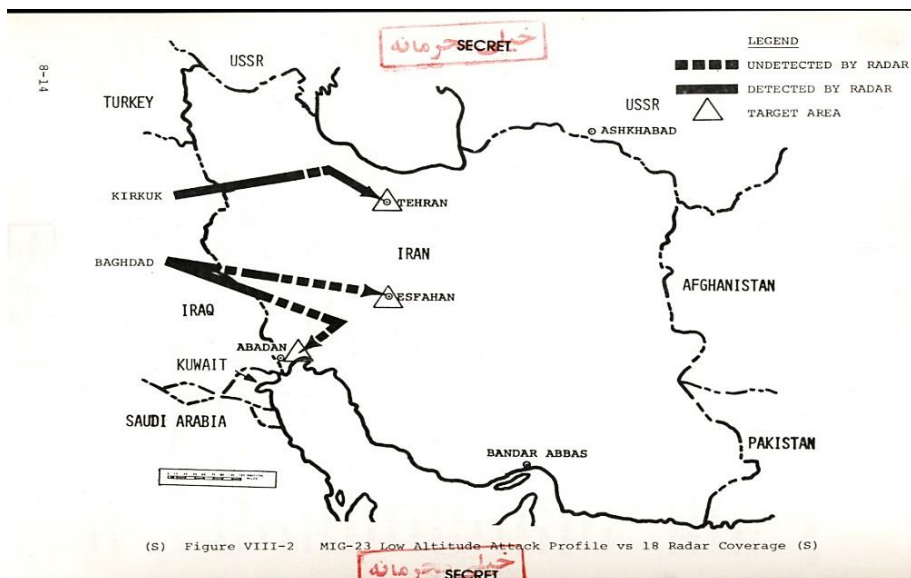 8-14
خیلی محرمانه
SECRET
LEGEND
UNDETECTED BY RADAR
DETECTED BY RADAR
TARGET AREA
USSR
TURKEY
USSR
ASHKHABAD
KIRKUK
TEHRAN
IRAN
BAGHDAD
ESFAHAN
AFGHANISTAN
IRAQ
ABADAN
KUWAIT
SAUDI ARABIA
PAKISTAN
BANDAR ABBAS
(S) Figure VIII-2 MIG-23 Low Altitude Attack Profile vs 18 Radar Coverage (S)
خیلی محرمانه
SECRET